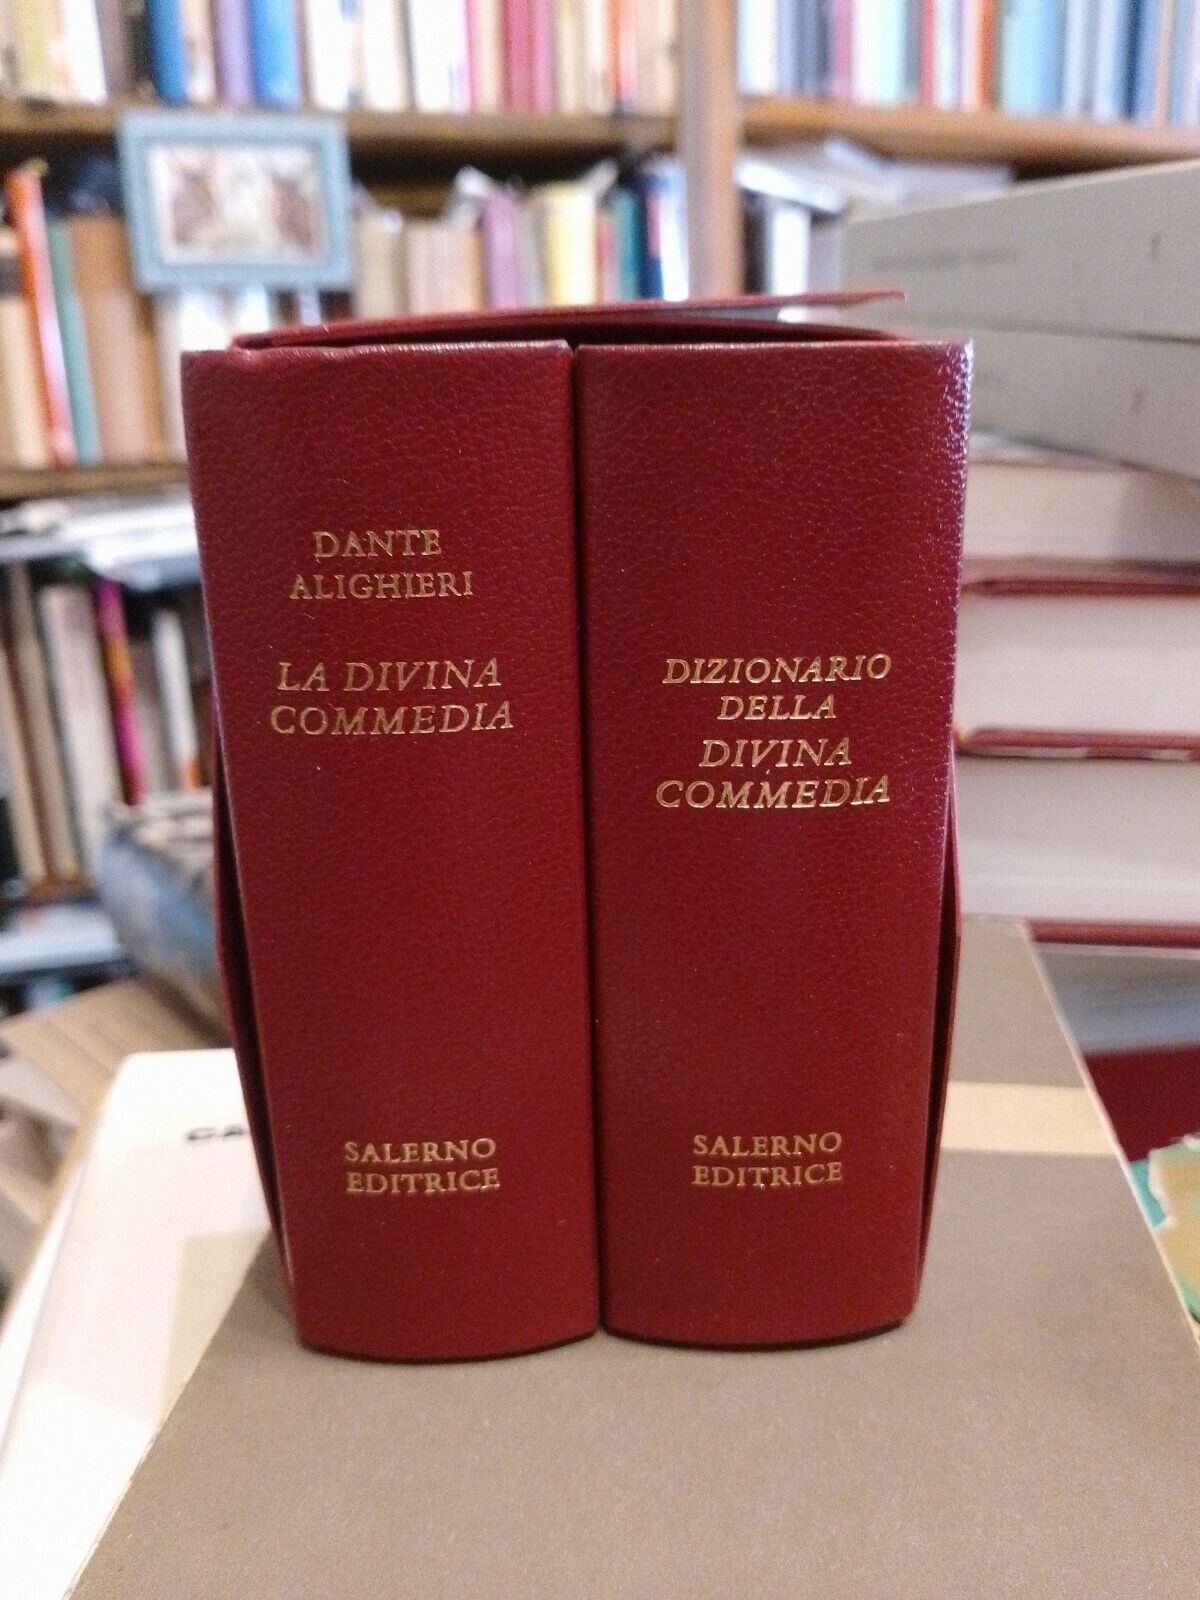 DANTE
ALIGHIERI
LA DIVINA
COMMEDIA
SALERNO
EDITRICE
DIZIONARIO
DELLA
DIVINA
COMMEDIA
SALERNO
EDITRICE